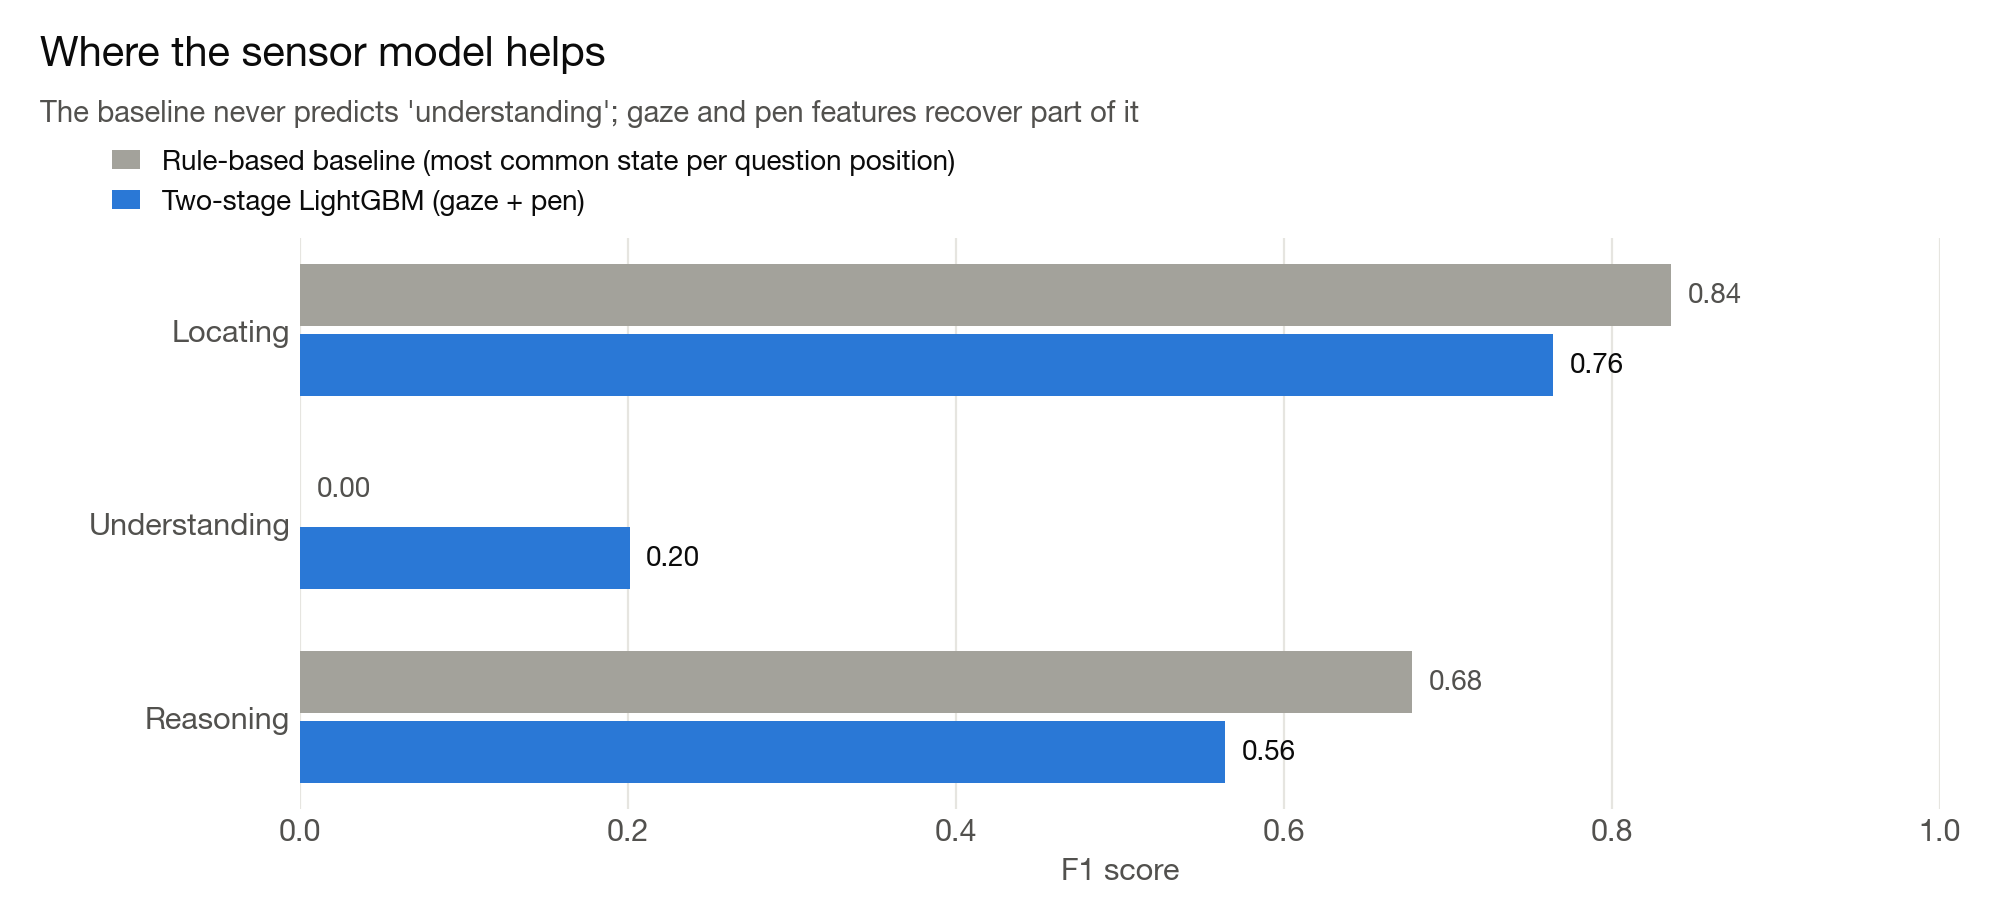 Where the sensor model helps
The baseline never predicts 'understanding'; gaze and pen features recover part of it
Rule-based baseline (most common state per question position)
Two-stage LightGBM (gaze + pen)
0.84
Locating
0.76
0.00
Understanding
0.20
0.68
Reasoning
0.56
0.0 0.2 0.4 0.6 0.8 1.0
F1 score